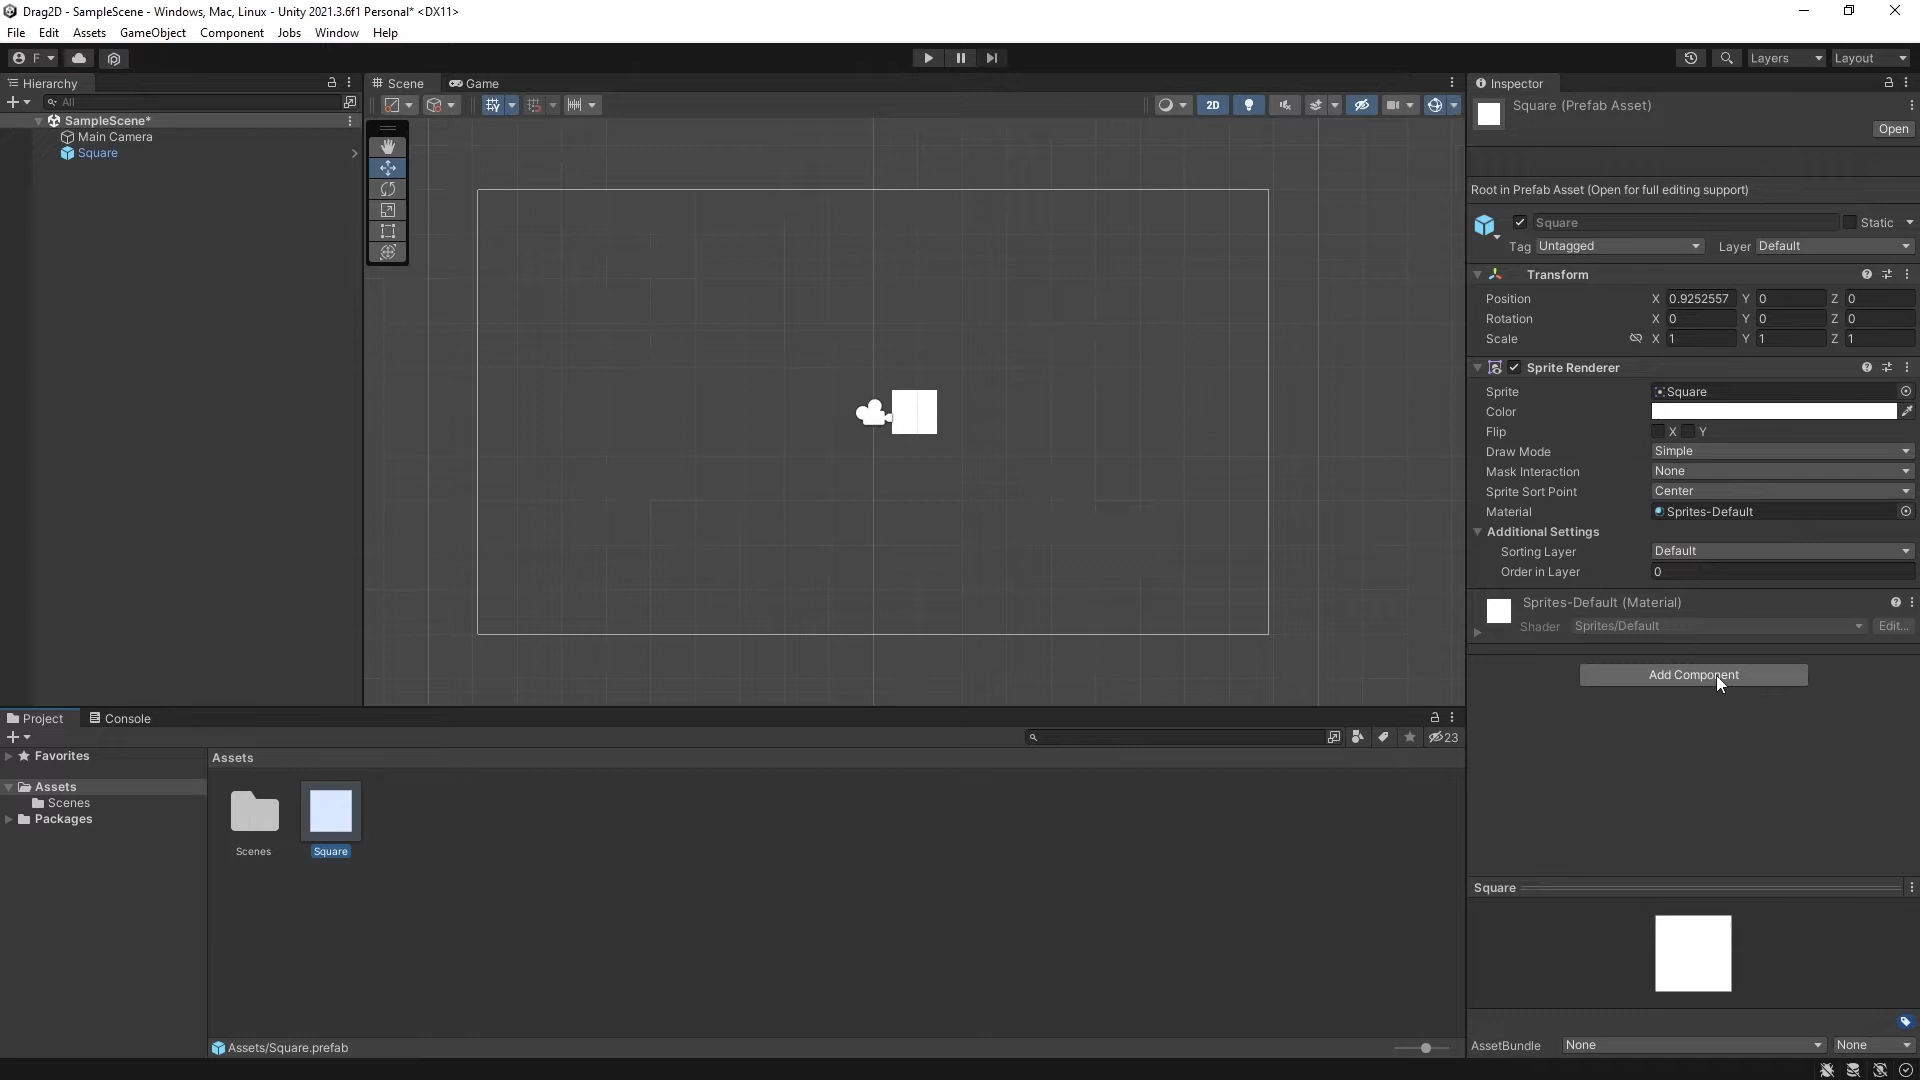 Drag2D - SampleScene - Windows, Mac, Linux - Unity 2021.3.6f1 Personal* <DX11>
File Edit Assets GameObject Component Jobs Window Help
F Layers Layout
Hierarchy
All
SampleScene*
Main Camera
Square
Scene Game
2D
Inspector
Square (Prefab Asset)
Open
Root in Prefab Asset (Open for full editing support)
Square Static
Tag Untagged Layer Default
Transform
Position X 0.9252557 Y 0 Z 0
Rotation X 0 Y 0 Z 0
Scale X 1 Y 1 Z 1
Sprite Renderer
Sprite Square
Color
Flip X Y
Draw Mode Simple
Mask Interaction None
Sprite Sort Point Center
Material Sprites-Default
Additional Settings
Sorting Layer Default
Order in Layer 0
Sprites-Default (Material)
Shader Sprites/Default Edit...
Add Component
Project Console
23
Favorites
Assets
Scenes
Packages
Assets
Scenes
Square
Assets/Square.prefab
Square
AssetBundle None None